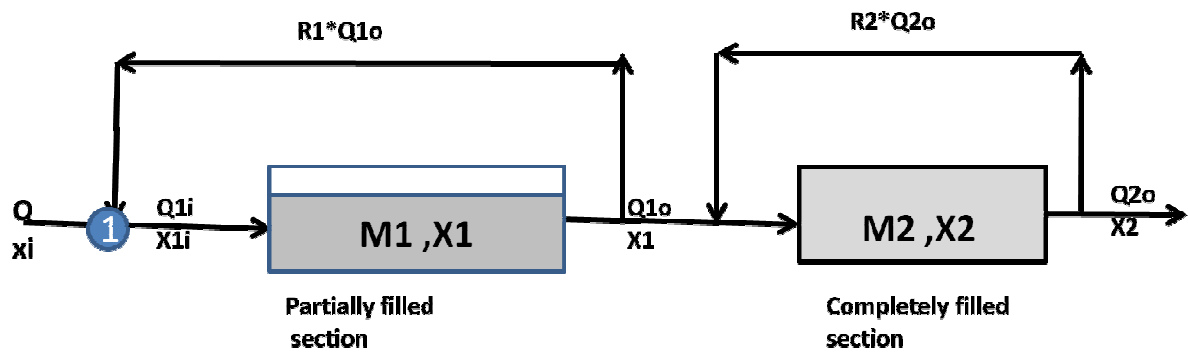 R1*Q1o
R2*Q2o
Q
Xi
1
Q1i
X1i
M1 ,X1
Q1o
X1
M2 ,X2
Q2o
X2
Partially filled
section
Completely filled
section